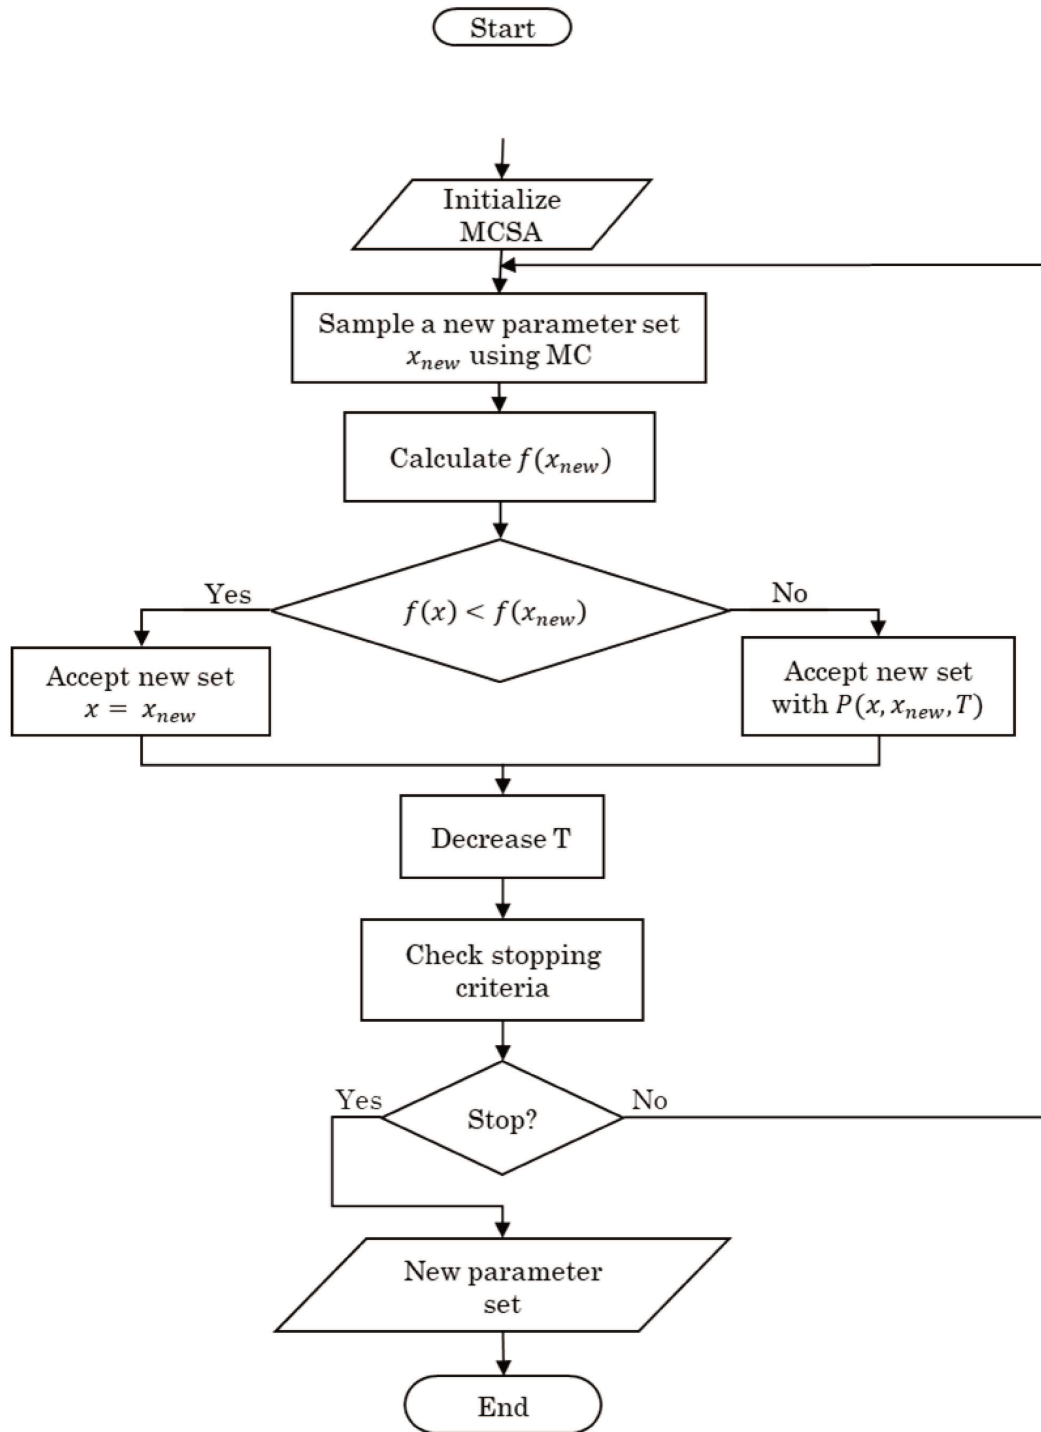 Start
Initialize
MCSA
Sample a new parameter set
x_new using MC
Calculate f(x_new)
Yes
f(x) < f(x_new)
No
Accept new set
x = x_new
Accept new set
with P(x, x_new, T)
Decrease T
Check stopping
criteria
Yes
Stop?
No
New parameter
set
End